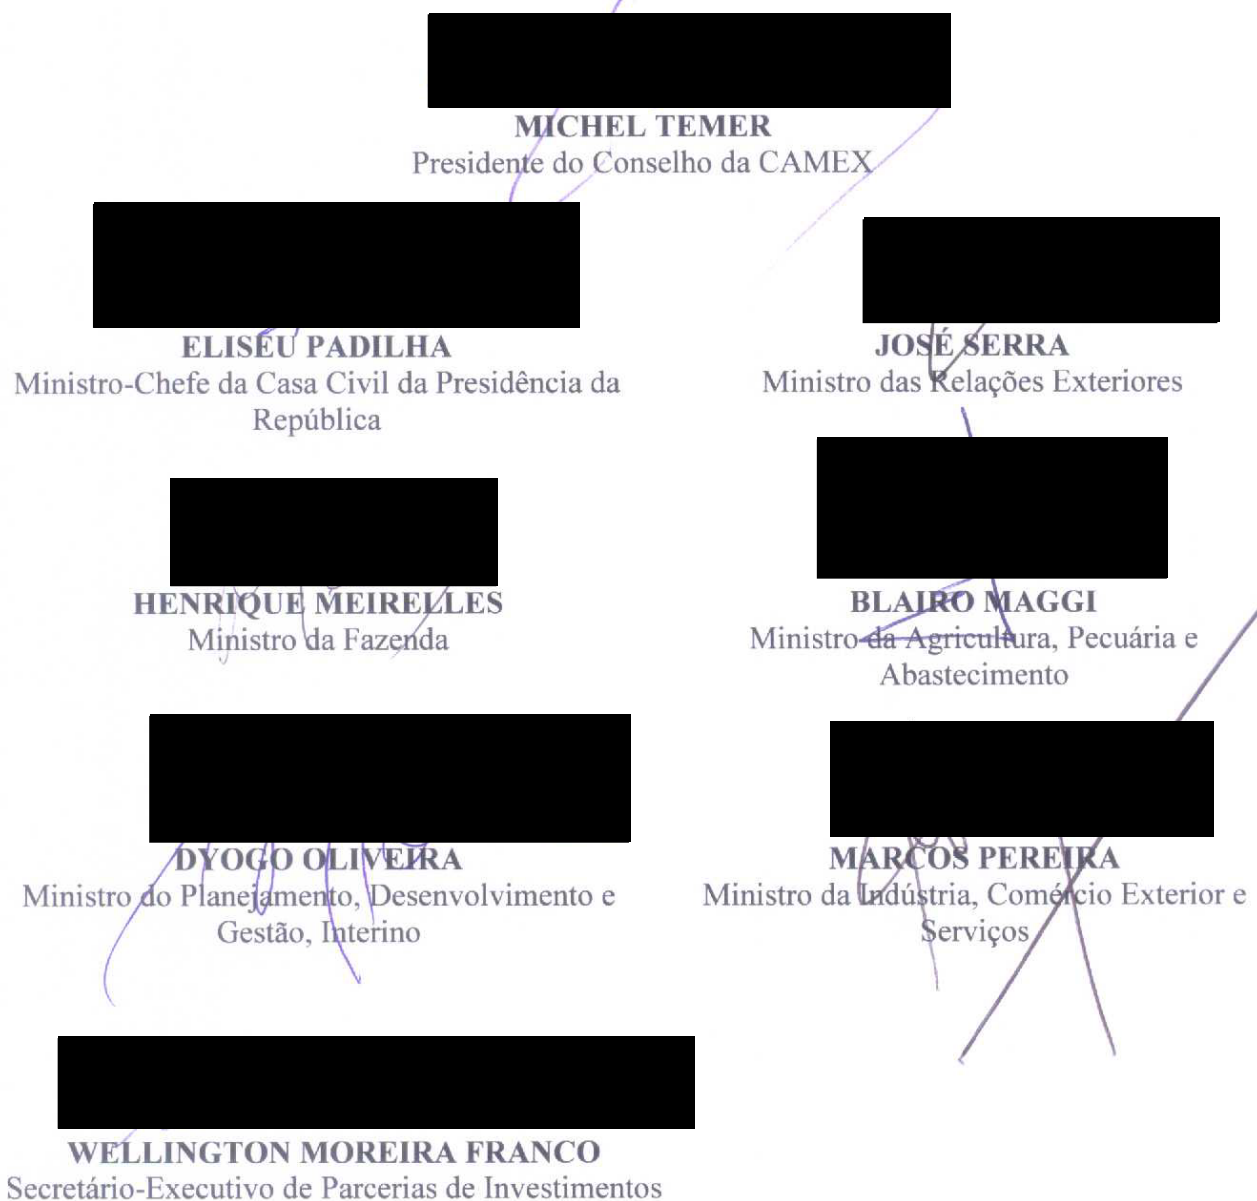 MICHEL TEMER
Presidente do Conselho da CAMEX
ELISEU PADILHA
Ministro-Chefe da Casa Civil da Presidência da
República
JOSÉ SERRA
Ministro das Relações Exteriores
HENRIQUE MEIRELLES
Ministro da Fazenda
BLAIRO MAGGI
Ministro da Agricultura, Pecuária e
Abastecimento
DYOGO OLIVEIRA
Ministro do Planejamento, Desenvolvimento e
Gestão, Interino
MARCOS PEREIRA
Ministro da Indústria, Comércio Exterior e
Serviços
WELLINGTON MOREIRA FRANCO
Secretário-Executivo de Parcerias de Investimentos